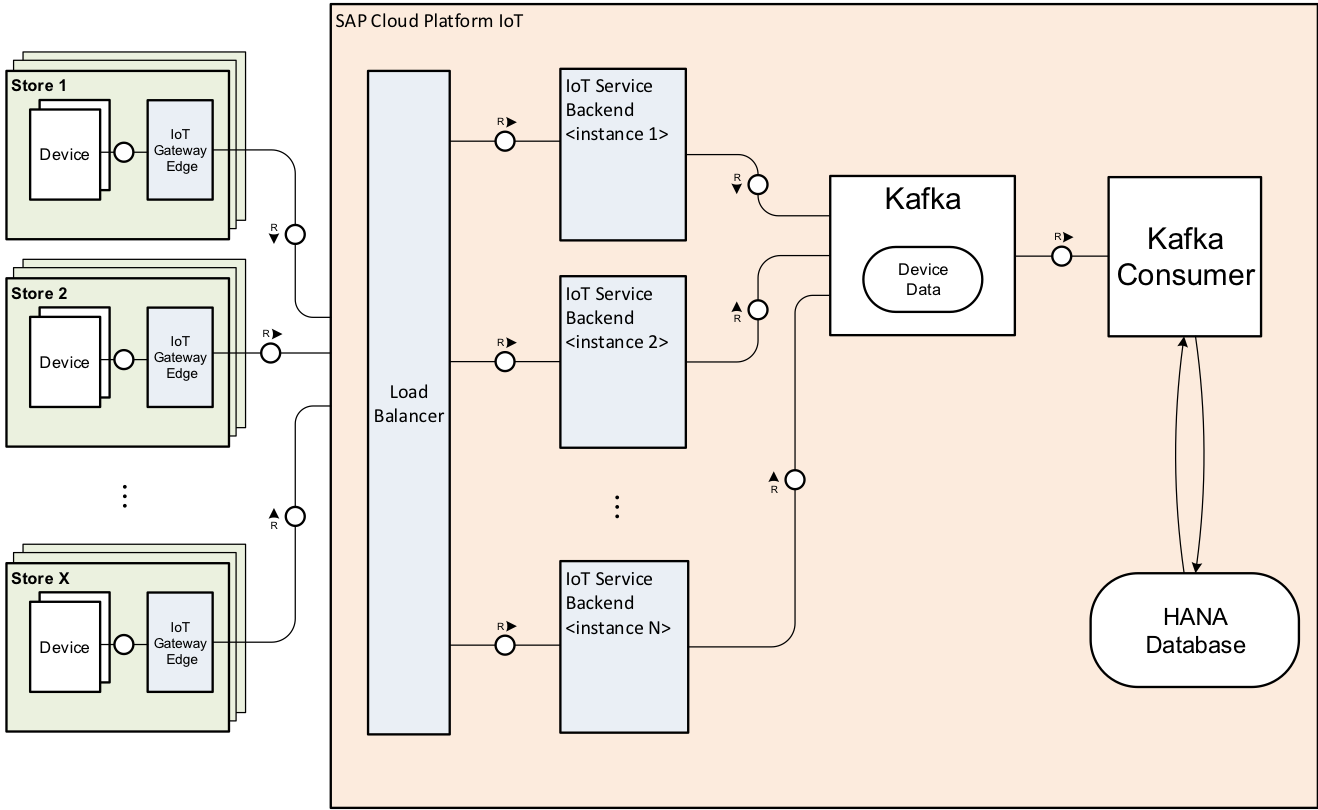 SAP Cloud Platform IoT
Store 1
Device
IoT
Gateway
Edge
R
Store 2
Device
IoT
Gateway
Edge
R
Store X
Device
IoT
Gateway
Edge
R
Load
Balancer
R
IoT Service
Backend
<instance 1>
R
R
IoT Service
Backend
<instance 2>
R
R
IoT Service
Backend
<instance N>
R
Kafka
Device
Data
R
Kafka
Consumer
HANA
Database